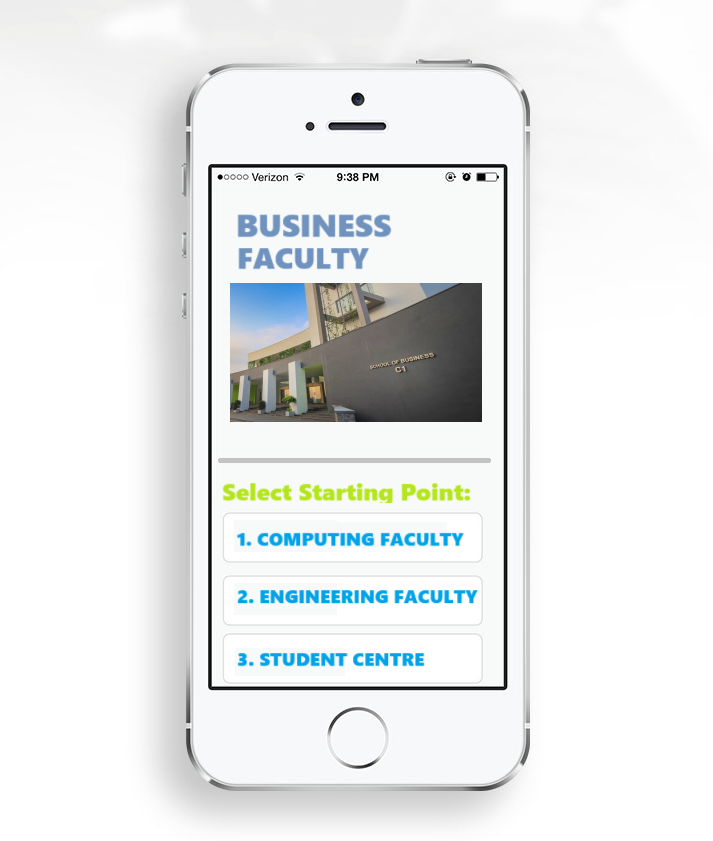 Verizon 9:38 PM
BUSINESS
FACULTY
SCHOOL OF BUSINESS
C1
Select Starting Point:
1. COMPUTING FACULTY
2. ENGINEERING FACULTY
3. STUDENT CENTRE